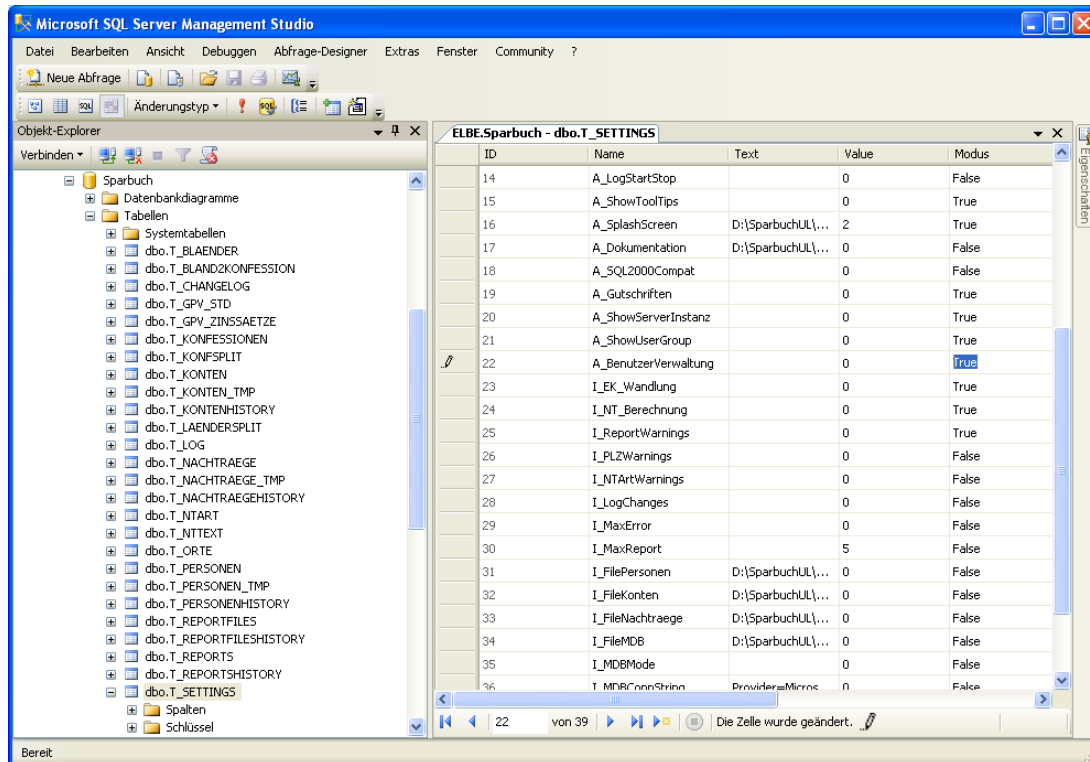 Microsoft SQL Server Management Studio
Datei Bearbeiten Ansicht Debuggen Abfrage-Designer Extras Fenster Community ?
Neue Abfrage
SQL Änderungstyp
Objekt-Explorer
Verbinden
Sparbuch
Datenbankdiagramme
Tabellen
Systemtabellen
dbo.T_BLAENDER
dbo.T_BLAND2KONFESSION
dbo.T_CHANGELOG
dbo.T_GPV_STD
dbo.T_GPV_ZINSSAETZE
dbo.T_KONFESSIONEN
dbo.T_KONFSPLIT
dbo.T_KONTEN
dbo.T_KONTEN_TMP
dbo.T_KONTENHISTORY
dbo.T_LAENDERSPLIT
dbo.T_LOG
dbo.T_NACHTRAEGE
dbo.T_NACHTRAEGE_TMP
dbo.T_NACHTRAEGEHISTORY
dbo.T_NTART
dbo.T_NTTEXT
dbo.T_ORTE
dbo.T_PERSONEN
dbo.T_PERSONEN_TMP
dbo.T_PERSONENHISTORY
dbo.T_REPORTFILES
dbo.T_REPORTFILESHISTORY
dbo.T_REPORTS
dbo.T_REPORTSHISTORY
dbo.T_SETTINGS
Spalten
Schlüssel
ELBE.Sparbuch - dbo.T_SETTINGS
ID Name Text Value Modus
14 A_LogStartStop 0 False
15 A_ShowToolTips 0 True
16 A_SplashScreen D:\SparbuchUL\... 2 True
17 A_Dokumentation D:\SparbuchUL\... 0 False
18 A_SQL2000Compat 0 False
19 A_Gutschriften 0 True
20 A_ShowServerInstanz 0 True
21 A_ShowUserGroup 0 True
22 A_BenutzerVerwaltung 0 True
23 I_EK_Wandlung 0 True
24 I_NT_Berechnung 0 True
25 I_ReportWarnings 0 True
26 I_PLZWarnings 0 False
27 I_NTArtWarnings 0 False
28 I_LogChanges 0 False
29 I_MaxError 0 False
30 I_MaxReport 5 False
31 I_FilePersonen D:\SparbuchUL\... 0 False
32 I_FileKonten D:\SparbuchUL\... 0 False
33 I_FileNachtraege D:\SparbuchUL\... 0 False
34 I_FileMDB D:\SparbuchUL\... 0 False
35 I_MDBMode 0 False
36 I_MDBConnString Provider=Micros... 0 False
22 von 39 Die Zelle wurde geändert.
Eigenschaften
Bereit